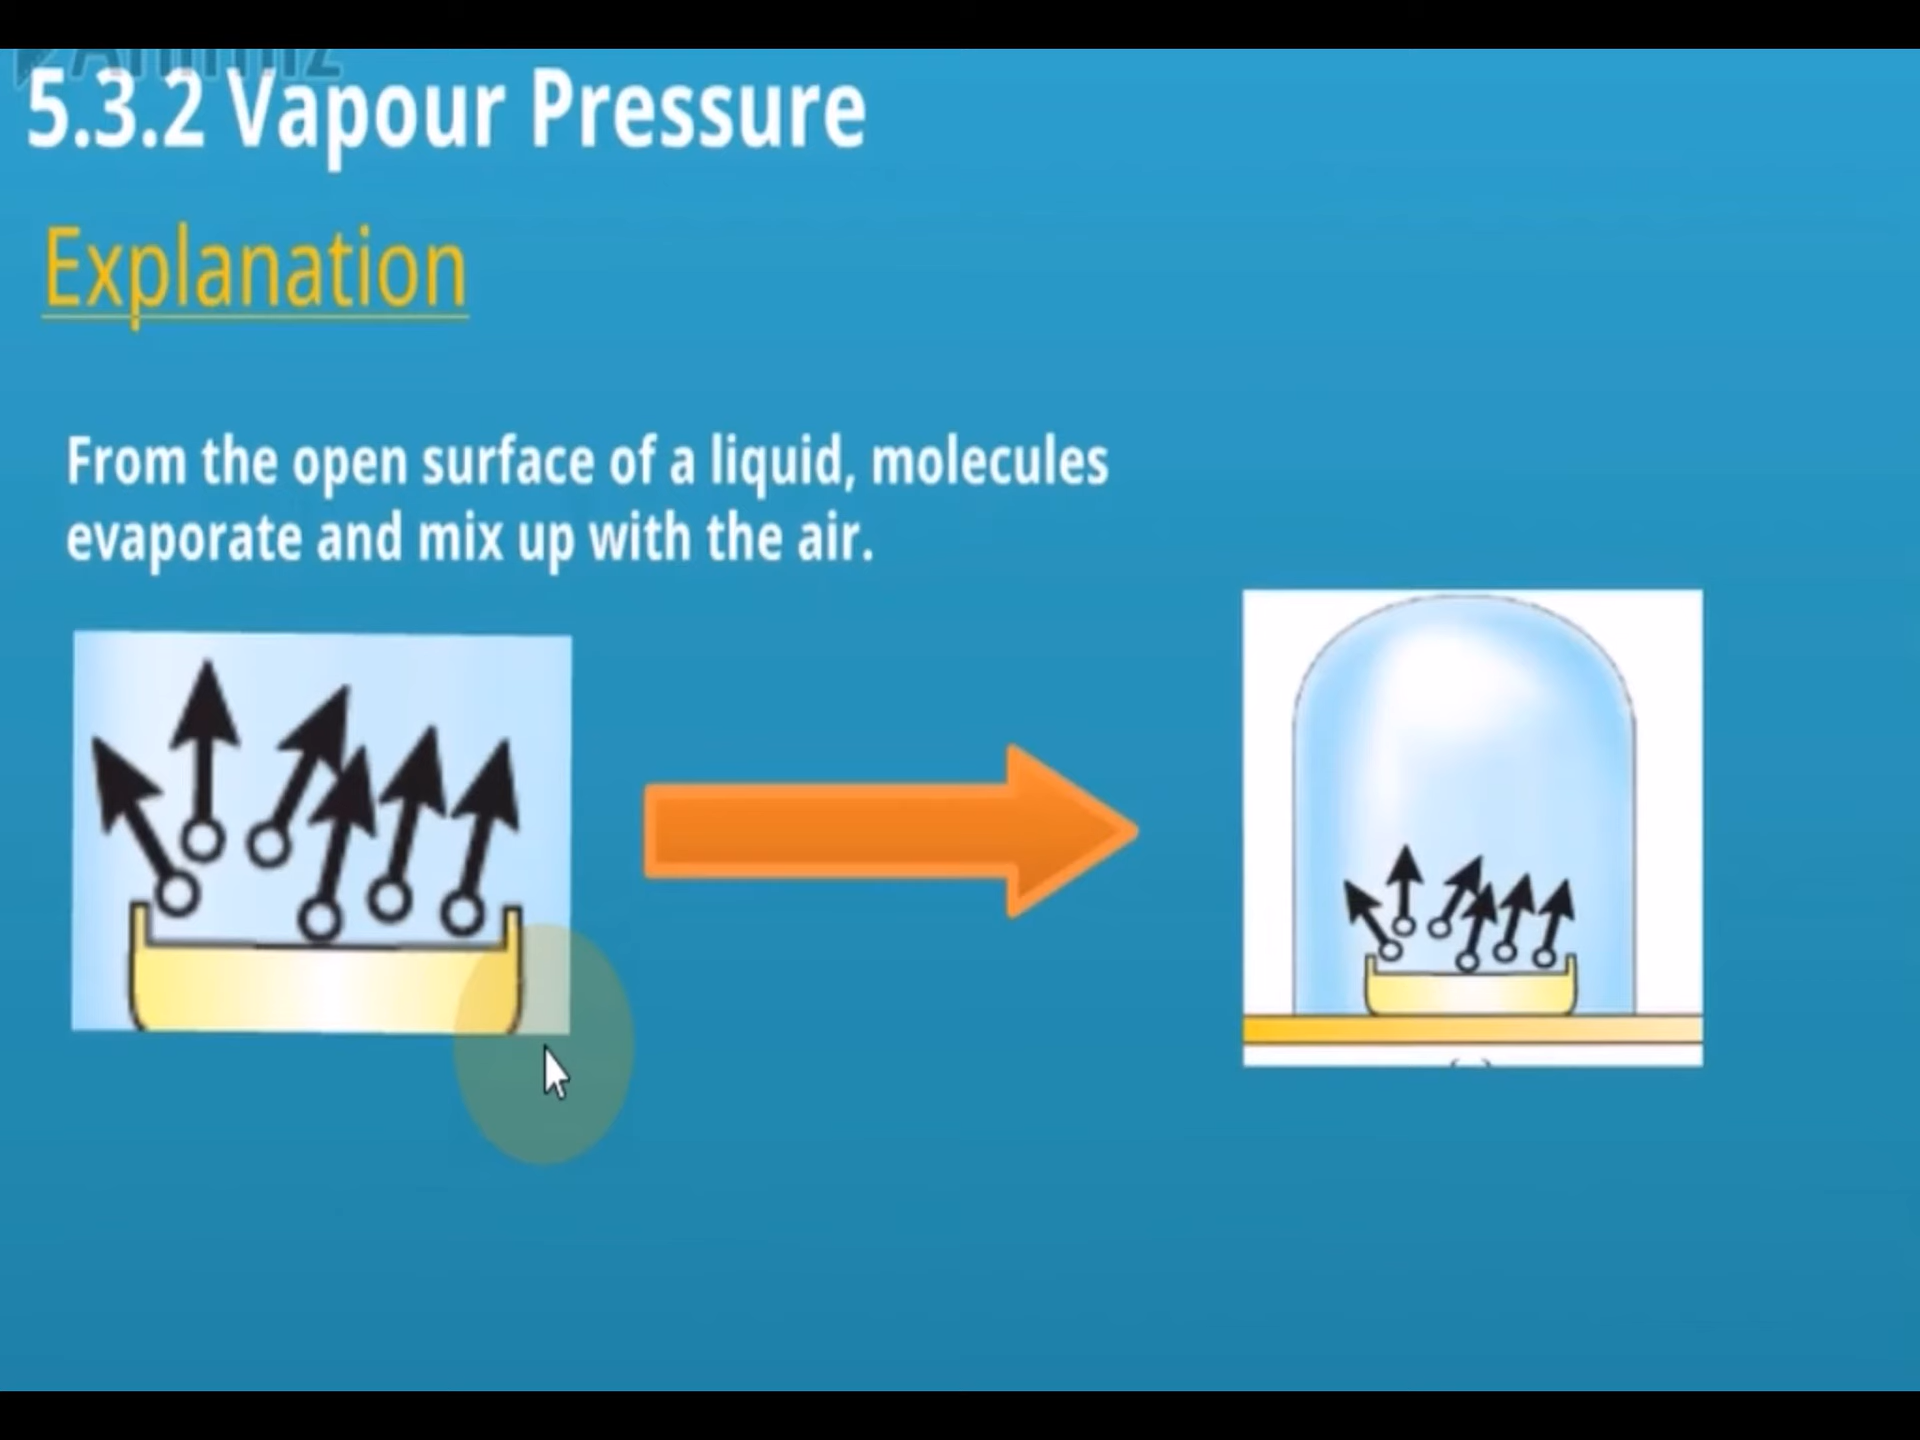 5.3.2 Vapour Pressure
Explanation
From the open surface of a liquid, molecules
evaporate and mix up with the air.